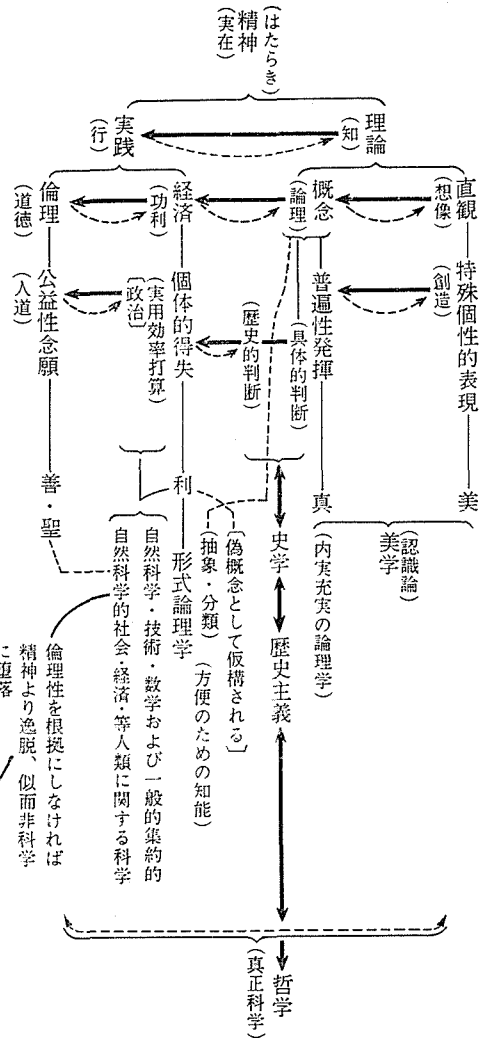 (はたらき)
精神
(実在)
理論
(知)
実践
(行)
直観
(想像)
概念
(論理)
経済
(功利)
倫理
(道徳)
特殊個性的表現
(創造)
普遍性発揮
(具体的判断)
(歴史的判断)
個体的得失
(実用効率打算)
〔政治〕
公益性念願
(人道)
美
真
利
善・聖
(認識論)
美学
(内実充実の論理学)
史学
歴史主義
〔偽概念として仮構される〕
(抽象・分類)
(方便のための知能)
形式論理学
自然科学・技術・数学および一般的集約的
自然科学的社会・経済・等人類に関する科学
倫理性を根拠にしなければ
精神より逸脱、似而非科学
に堕落
哲学
(真正科学)